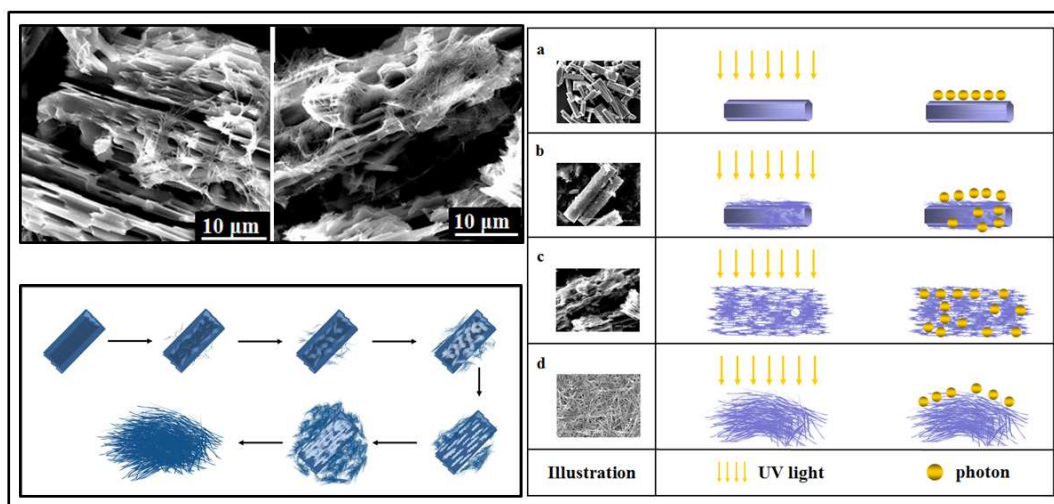 10 μm
10 μm
a
b
c
d
Illustration
UV light
photon